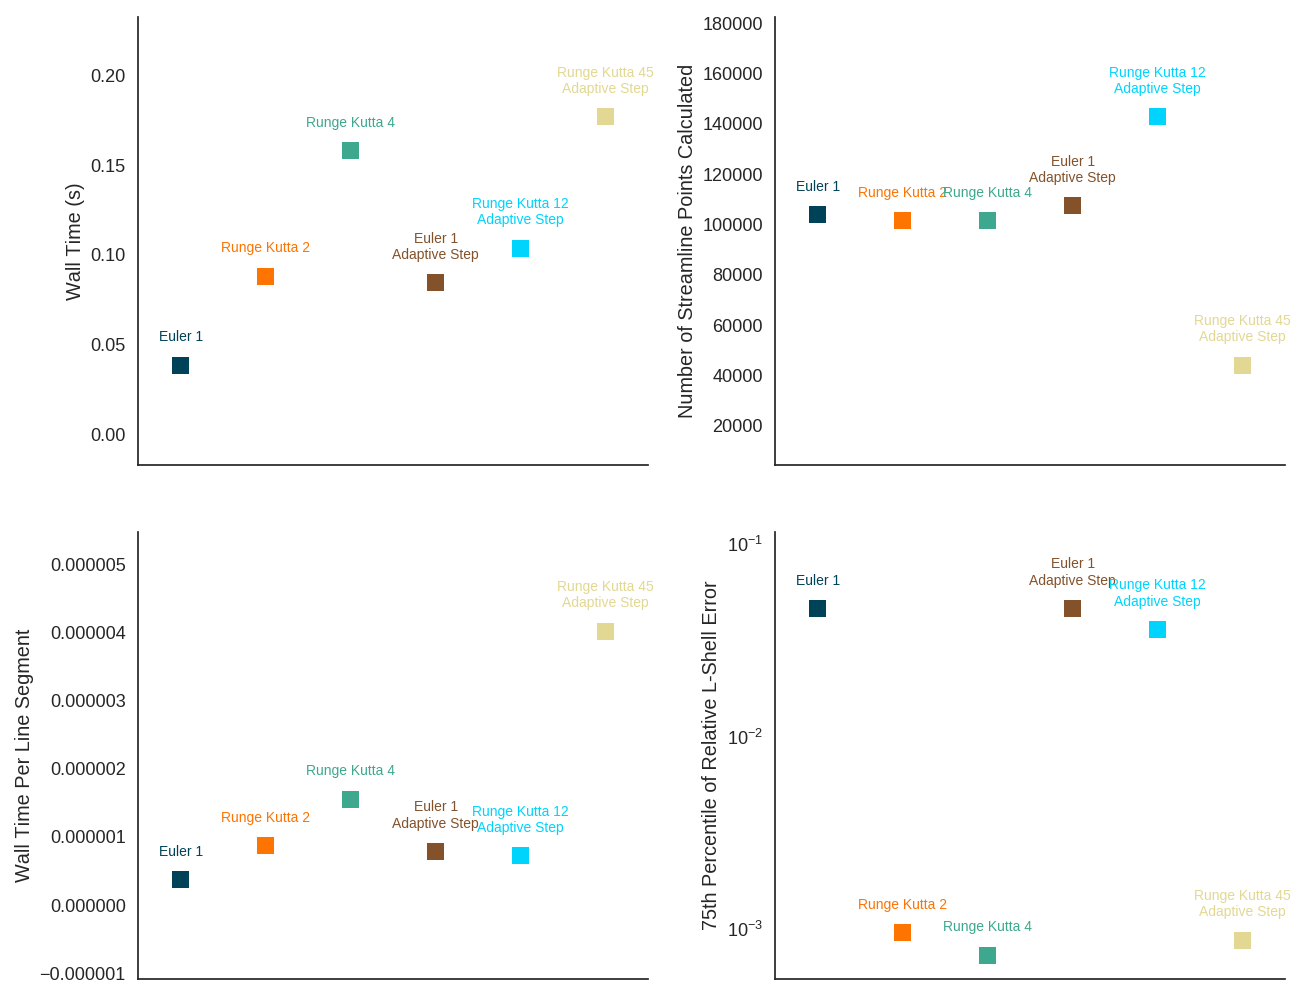 Wall Time (s)
0.20
0.15
0.10
0.05
0.00
Euler 1
Runge Kutta 2
Runge Kutta 4
Euler 1
Adaptive Step
Runge Kutta 12
Adaptive Step
Runge Kutta 45
Adaptive Step
Number of Streamline Points Calculated
180000
160000
140000
120000
100000
80000
60000
40000
20000
Euler 1
Runge Kutta 2
Runge Kutta 4
Euler 1
Adaptive Step
Runge Kutta 12
Adaptive Step
Runge Kutta 45
Adaptive Step
Wall Time Per Line Segment
0.000005
0.000004
0.000003
0.000002
0.000001
0.000000
−0.000001
Euler 1
Runge Kutta 2
Runge Kutta 4
Euler 1
Adaptive Step
Runge Kutta 12
Adaptive Step
Runge Kutta 45
Adaptive Step
75th Percentile of Relative L-Shell Error
10⁻¹
10⁻²
10⁻³
Euler 1
Runge Kutta 2
Runge Kutta 4
Euler 1
Adaptive Step
Runge Kutta 12
Adaptive Step
Runge Kutta 45
Adaptive Step